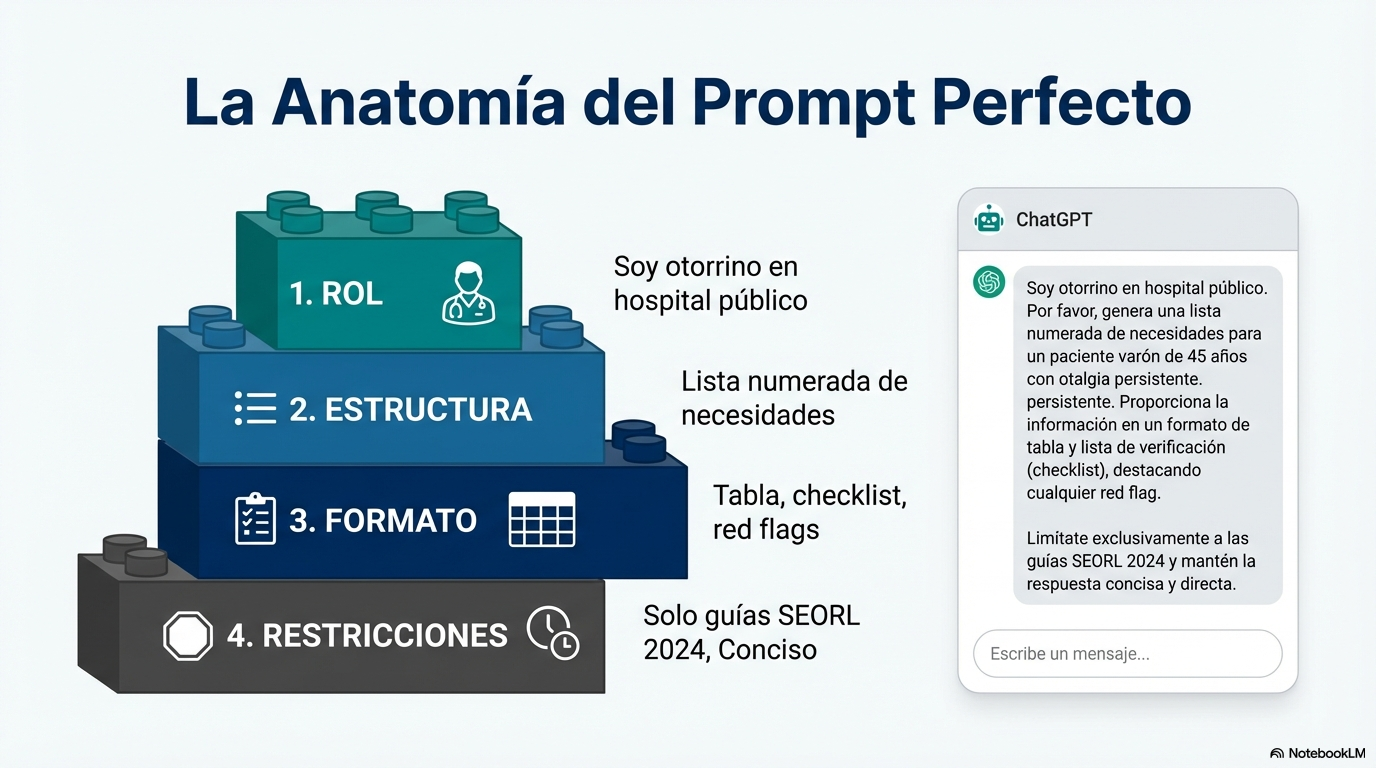 La Anatomía del Prompt Perfecto
1. ROL
Soy otorrino en
hospital público
2. ESTRUCTURA
Lista numerada de
necesidades
3. FORMATO
Tabla, checklist,
red flags
4. RESTRICCIONES
Solo guías SEORL
2024, Conciso
ChatGPT
Soy otorrino en hospital público.
Por favor, genera una lista
numerada de necesidades para
un paciente varón de 45 años
con otalgia persistente.
persistente. Proporciona la
información en un formato de
tabla y lista de verificación
(checklist), destacando
cualquier red flag.
Limítate exclusivamente a las
guías SEORL 2024 y mantén la
respuesta concisa y directa.
Escribe un mensaje...
NotebookLM